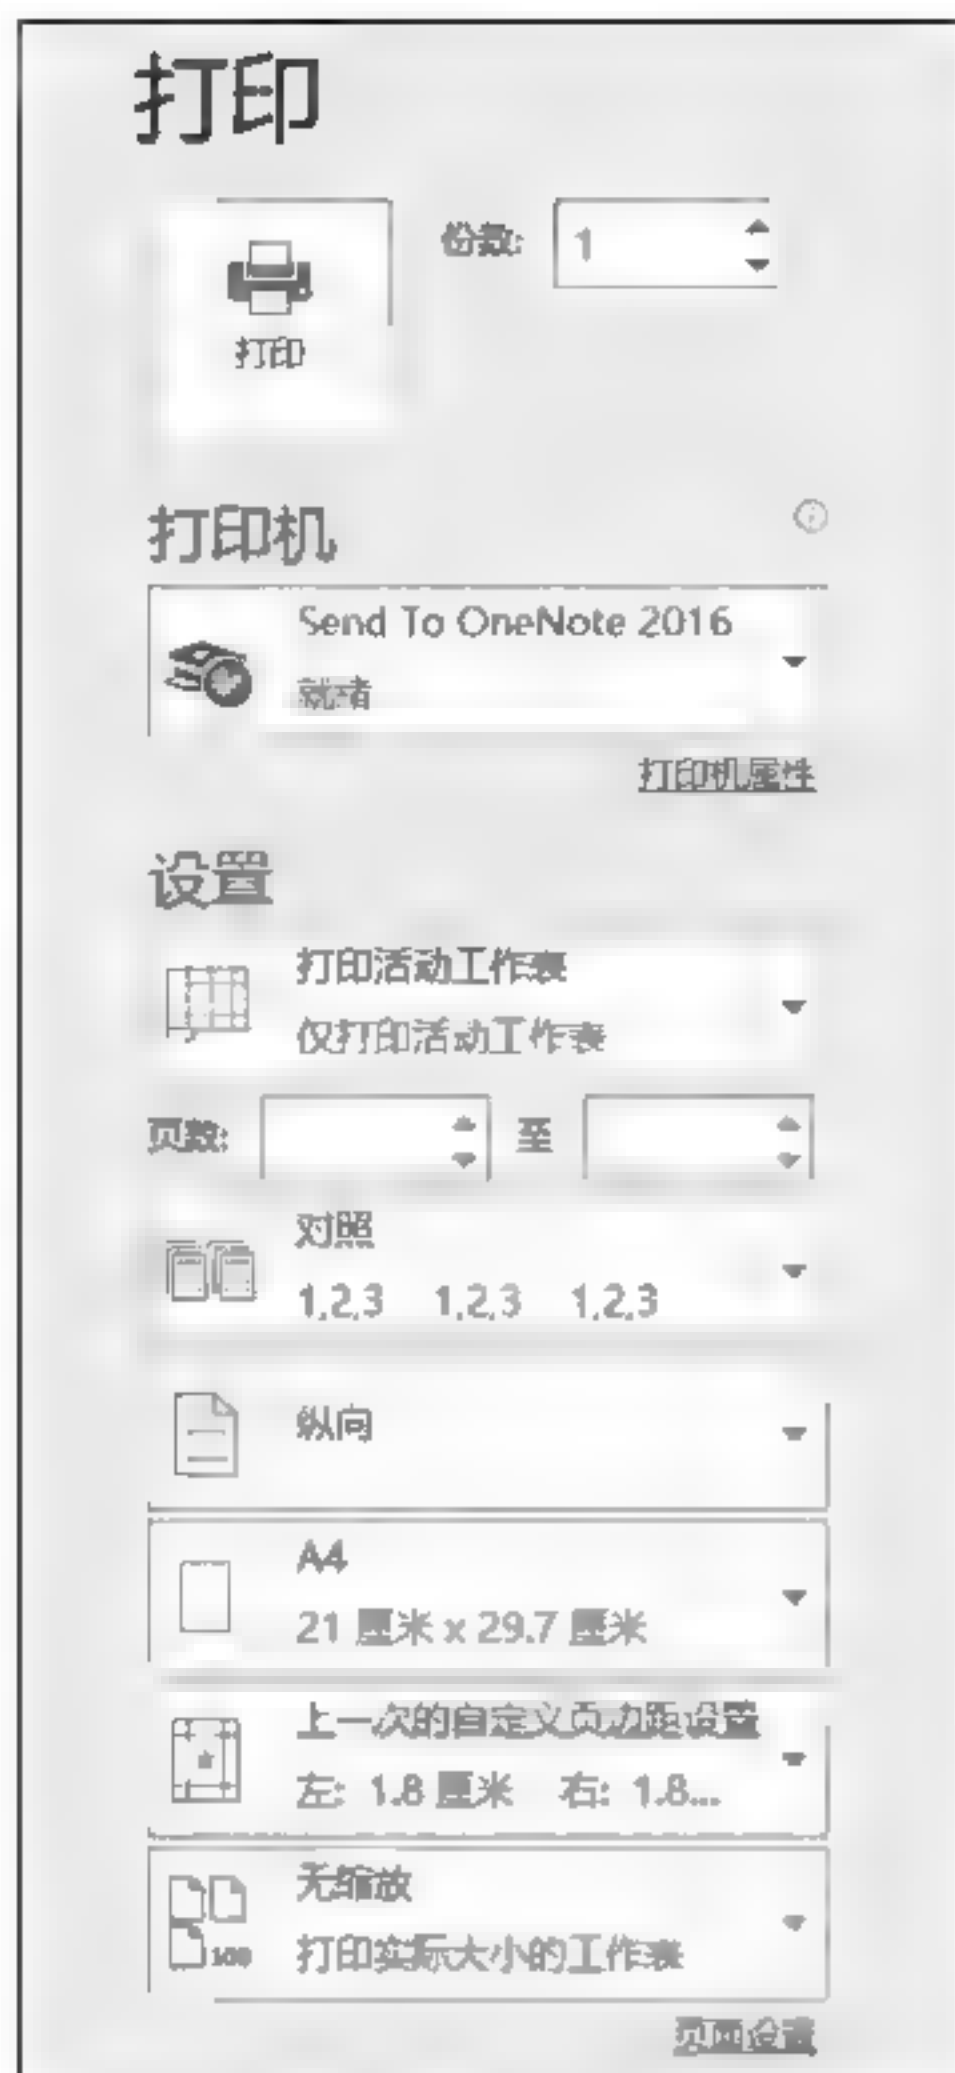 打印
份数: 1
打印
打印机
Send To OneNote 2016
就绪
打印机属性
设置
打印活动工作表
仅打印活动工作表
页数: 至
对照
1,2,3 1,2,3 1,2,3
纵向
A4
21 厘米 x 29.7 厘米
上一次的自定义页边距设置
左: 1.8 厘米 右: 1.8...
无缩放
100
打印实际大小的工作表
页面设置